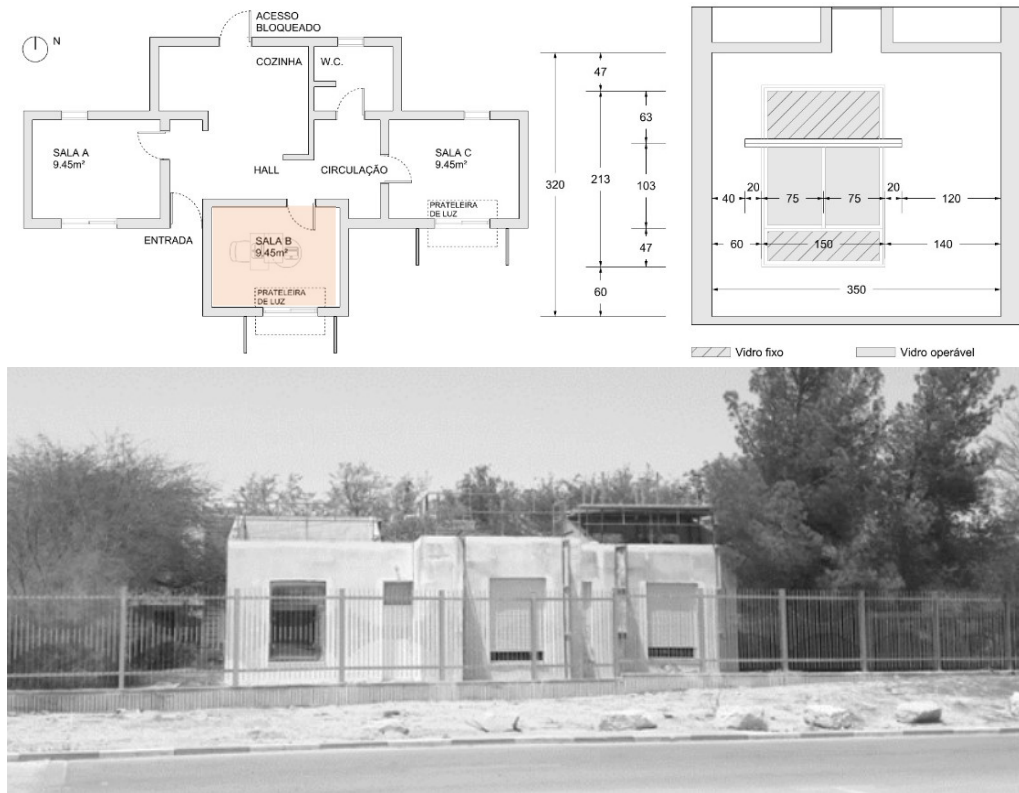 ACESSO
BLOQUEADO
N
COZINHA
W.C.
SALA A
9.45m²
SALA C
9.45m²
HALL
CIRCULAÇÃO
PRATELEIRA
DE LUZ
ENTRADA
SALA B
9.45m²
PRATELEIRA
DE LUZ
320
47
213
60
63
103
47
40
20
75
75
20
120
60
150
140
350
Vidro fixo
Vidro operável